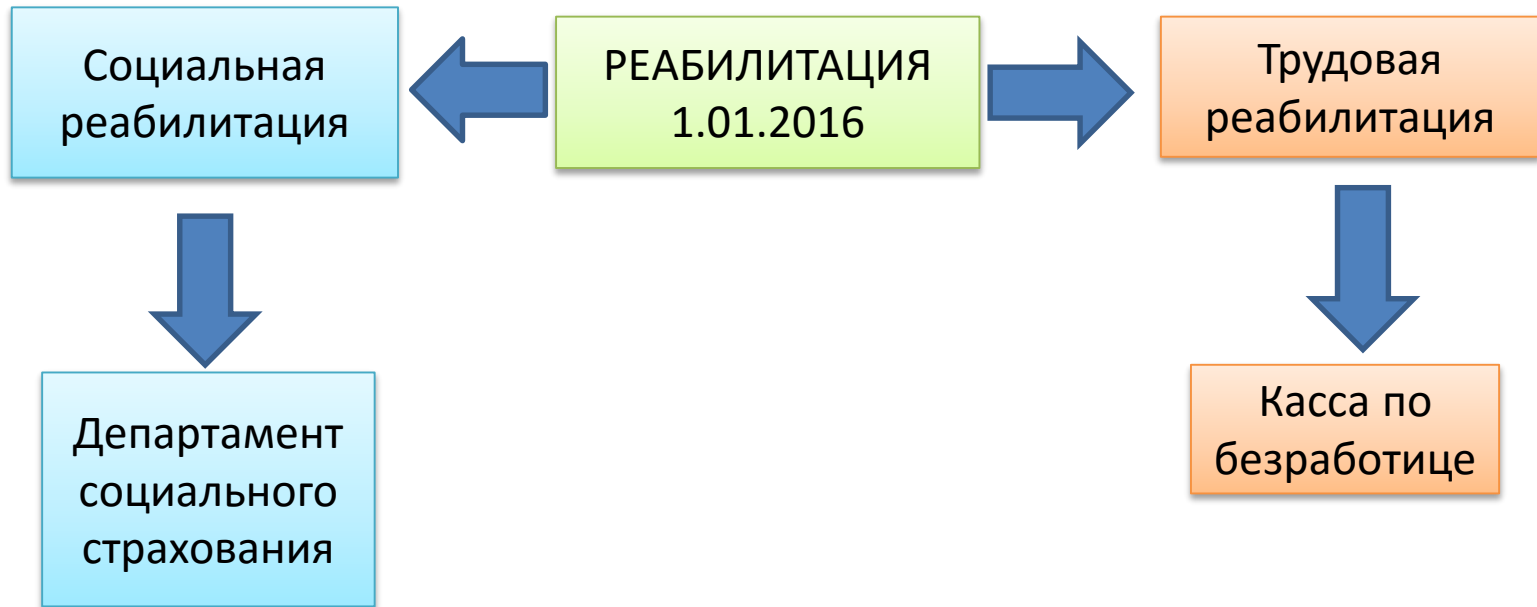 Социальная
реабилитация
РЕАБИЛИТАЦИЯ
1.01.2016
Трудовая
реабилитация
Департамент
социального
страхования
Касса по
безработице